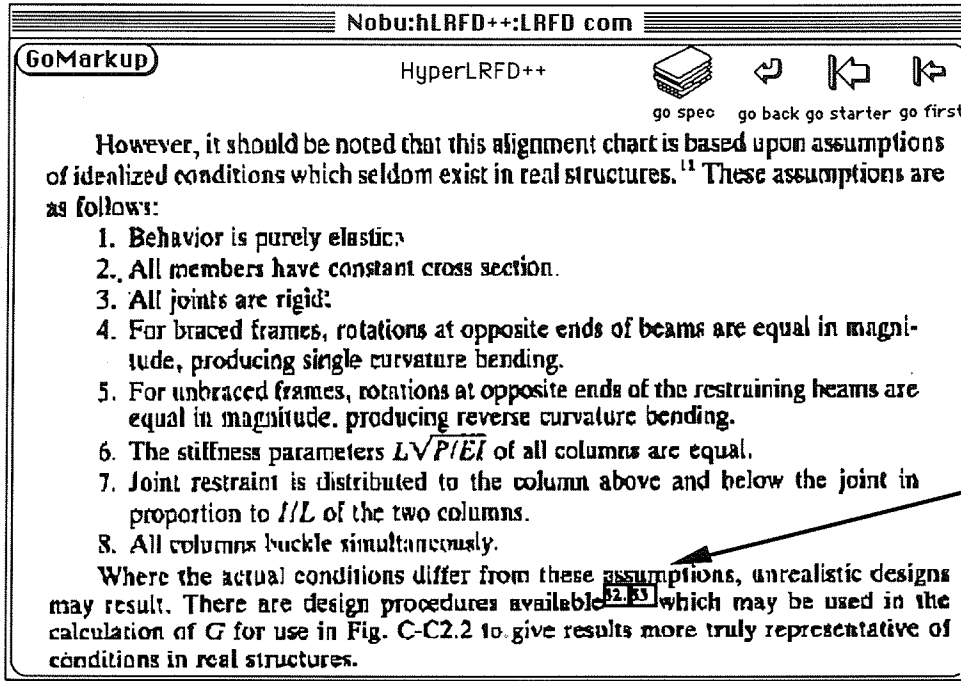 Nobu:hLRFD++:LRFD com
GoMarkup
HyperLRFD++
go spec go back go starter go first
However, it should be noted that this alignment chart is based upon assumptions
of idealized conditions which seldom exist in real structures.¹¹ These assumptions are
as follows:
1. Behavior is purely elastic.
2. All members have constant cross section.
3. All joints are rigid.
4. For braced frames, rotations at opposite ends of beams are equal in magni-
tude, producing single curvature bending.
5. For unbraced frames, rotations at opposite ends of the restraining beams are
equal in magnitude, producing reverse curvature bending.
6. The stiffness parameters L√P/EI of all columns are equal.
7. Joint restraint is distributed to the column above and below the joint in
proportion to I/L of the two columns.
8. All columns buckle simultaneously.
Where the actual conditions differ from these assumptions, unrealistic designs
may result. There are design procedures available which may be used in the
calculation of G for use in Fig. C-C2.2 to give results more truly representative of
conditions in real structures.